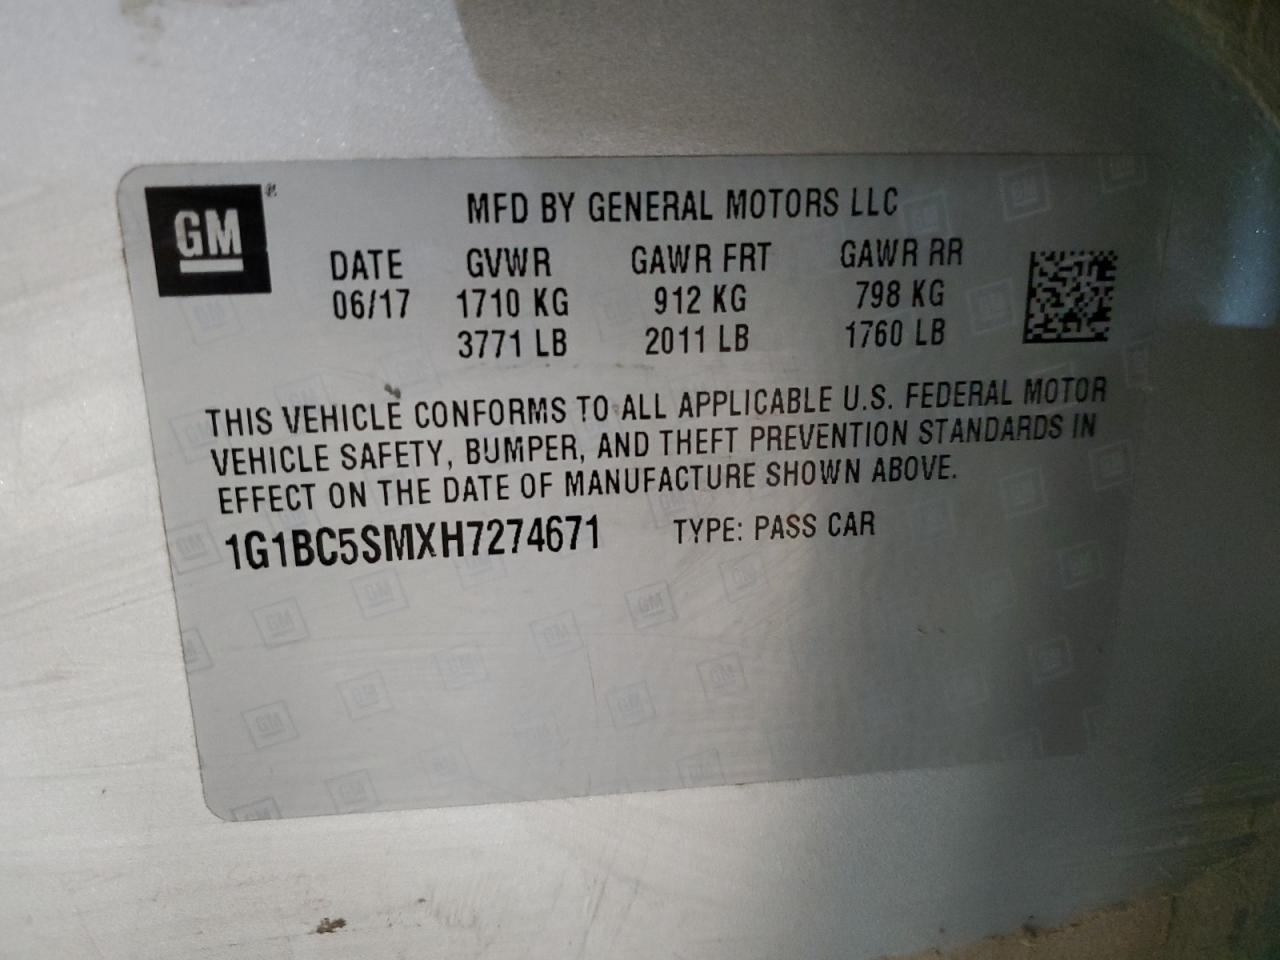 GM®
MFD BY GENERAL MOTORS LLC
DATE GVWR GAWR FRT GAWR RR
06/17 1710 KG 912 KG 798 KG
3771 LB 2011 LB 1760 LB
THIS VEHICLE CONFORMS TO ALL APPLICABLE U.S. FEDERAL MOTOR
VEHICLE SAFETY, BUMPER, AND THEFT PREVENTION STANDARDS IN
EFFECT ON THE DATE OF MANUFACTURE SHOWN ABOVE.
1G1BC5SMXH7274671 TYPE: PASS CAR